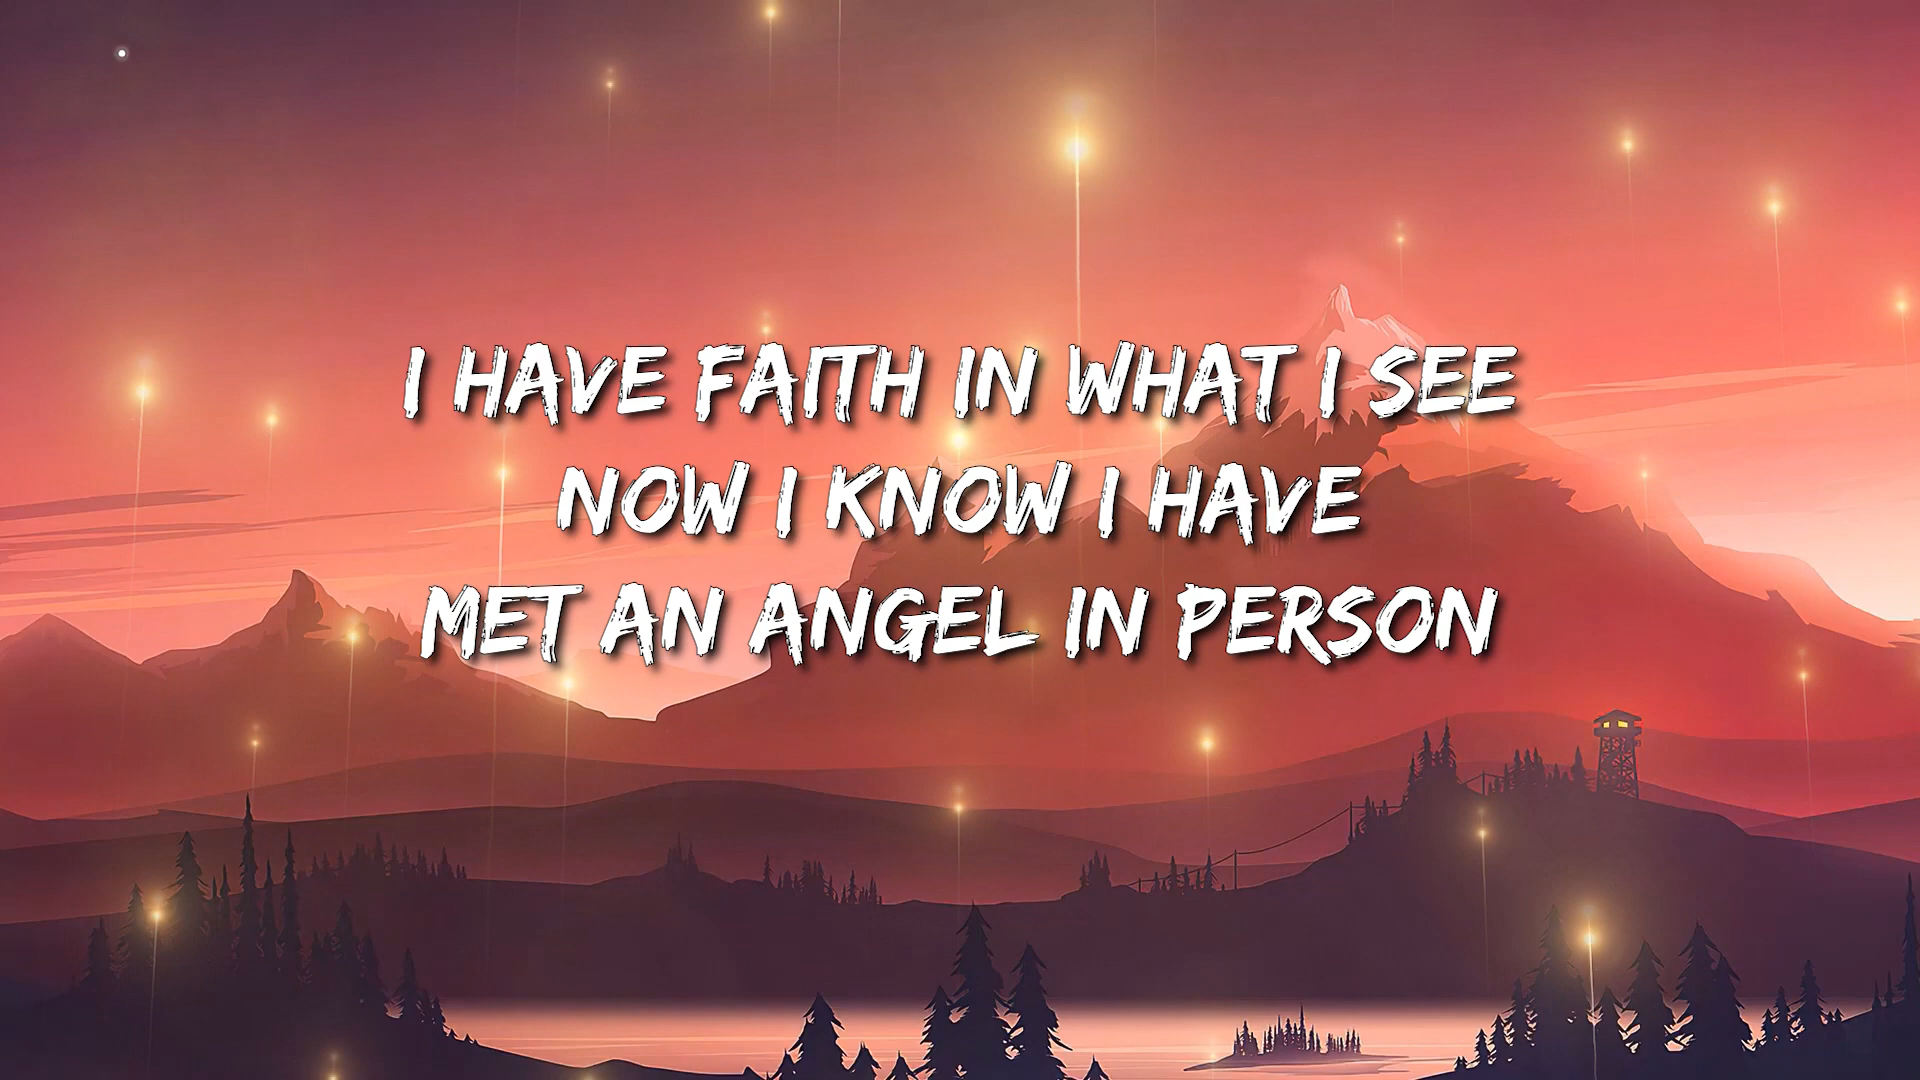 I HAVE FAITH IN WHAT I SEE
NOW I KNOW I HAVE
MET AN ANGEL IN PERSON